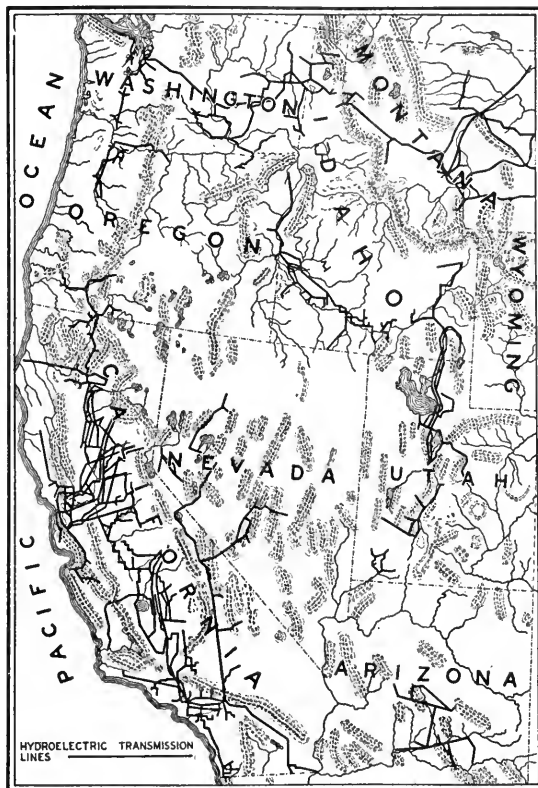 WASHINGTON
MONTANA
IDAHO
OCEAN
OREGON
WYOMING
CALIFORNIA
NEVADA
UTAH
PACIFIC
ARIZONA
HYDROELECTRIC TRANSMISSION
LINES